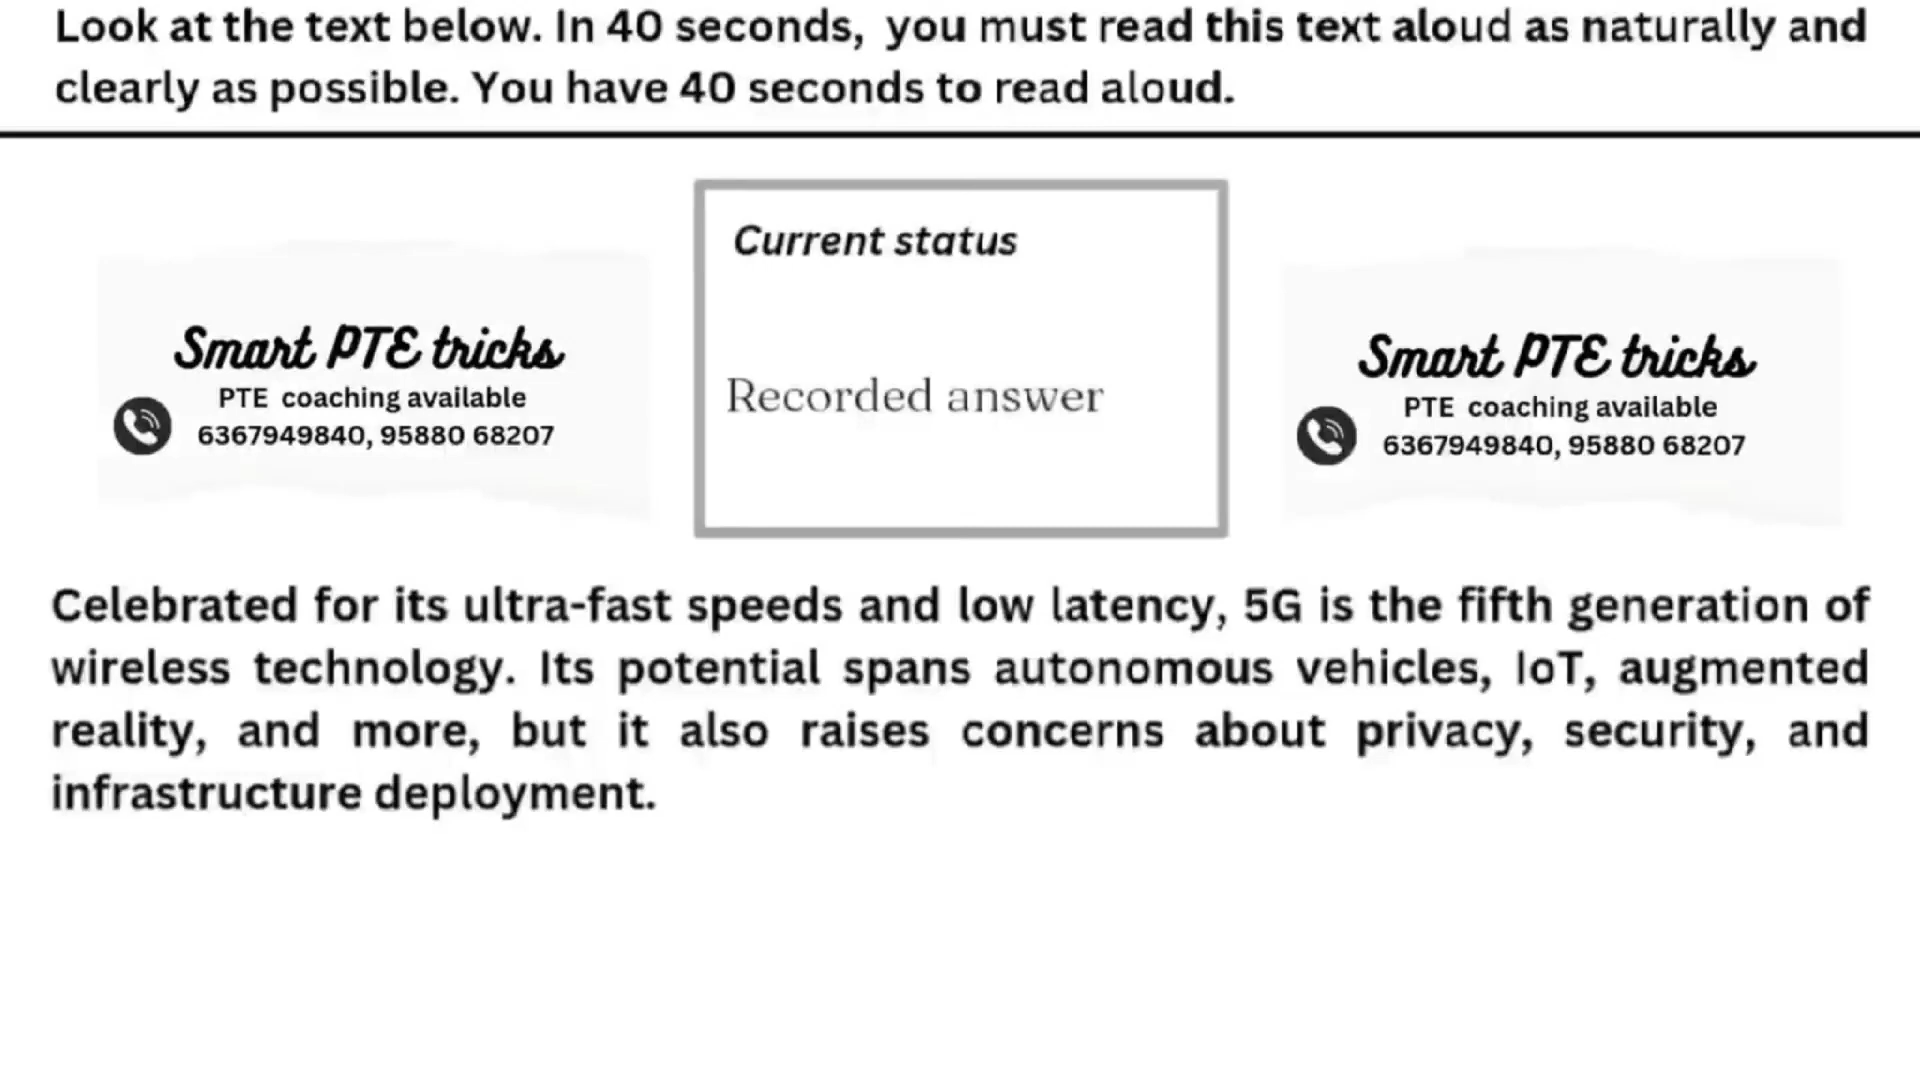 Look at the text below. In 40 seconds, you must read this text aloud as naturally and
clearly as possible. You have 40 seconds to read aloud.
Current status
Recorded answer
Smart PTE tricks
PTE coaching available
6367949840, 95880 68207
Smart PTE tricks
PTE coaching available
6367949840, 95880 68207
Celebrated for its ultra-fast speeds and low latency, 5G is the fifth generation of
wireless technology. Its potential spans autonomous vehicles, IoT, augmented
reality, and more, but it also raises concerns about privacy, security, and
infrastructure deployment.